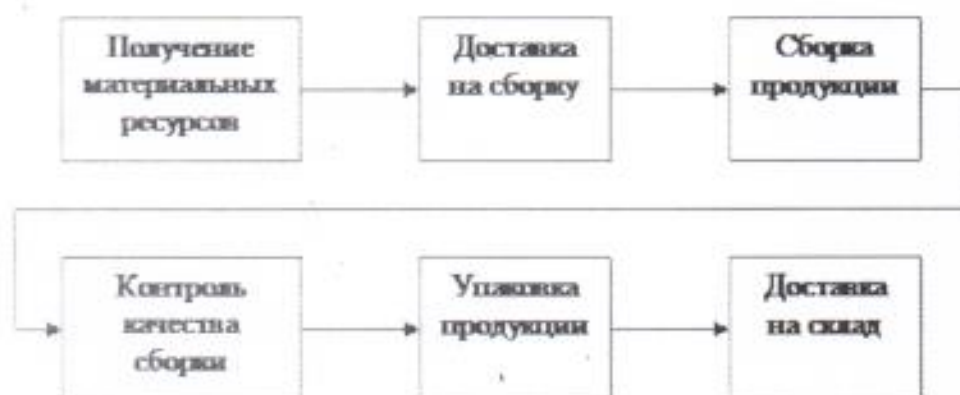 Получение
материальных
ресурсов
Доставка
на сборку
Сборка
продукции
Контроль
качества
сборки
Упаковка
продукции
Доставка
на склад